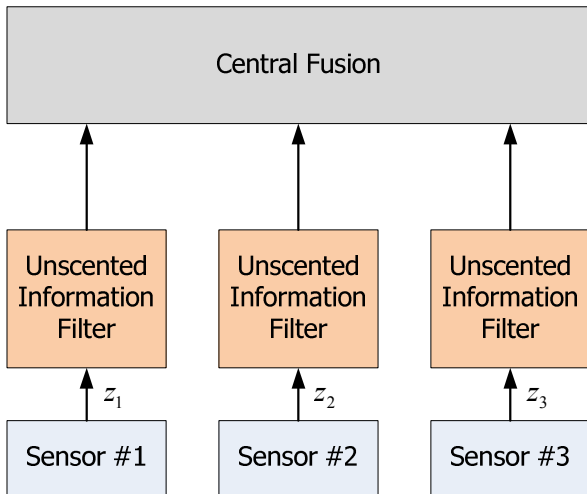 Central Fusion
Unscented
Information
Filter
Unscented
Information
Filter
Unscented
Information
Filter
z₁
z₂
z₃
Sensor #1
Sensor #2
Sensor #3